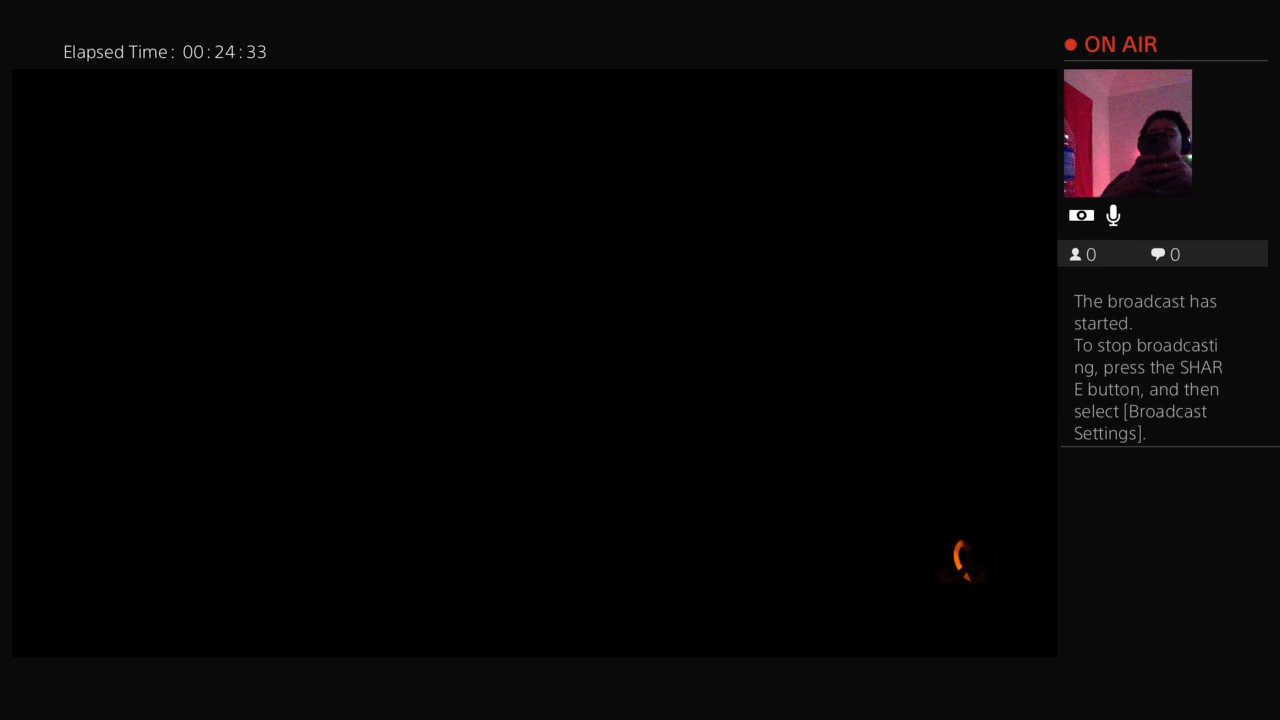 Elapsed Time: 00:24:33
ON AIR
0 0
The broadcast has
started.
To stop broadcasti
ng, press the SHAR
E button, and then
select [Broadcast
Settings].